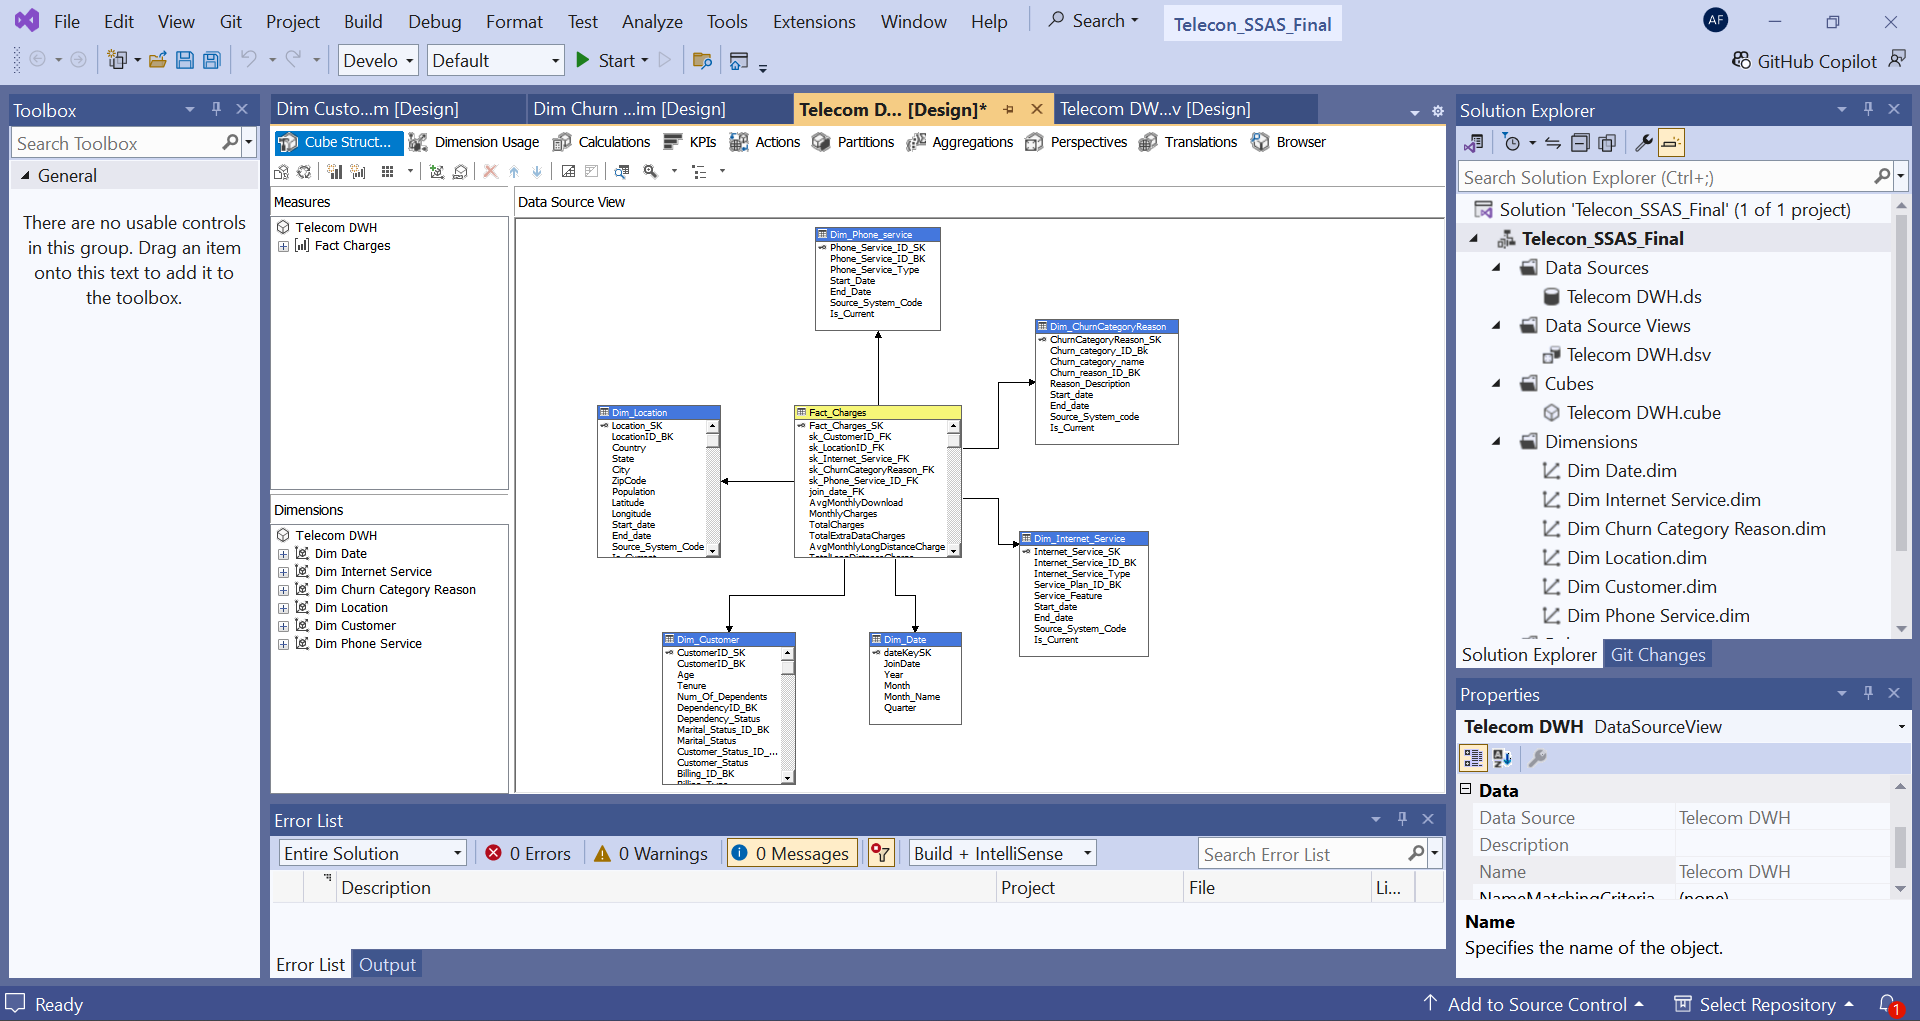 File Edit View Git Project Build Debug Format Test Analyze Tools Extensions Window Help Search Telecon_SSAS_Final AF
Develo Default Start GitHub Copilot
Toolbox
Search Toolbox
General
There are no usable controls
in this group. Drag an item
onto this text to add it to
the toolbox.
Dim Custo...m [Design] Dim Churn ...im [Design] Telecom D... [Design]* Telecom DW...v [Design]
Cube Struct... Dimension Usage Calculations KPIs Actions Partitions Aggregations Perspectives Translations Browser
Measures
Telecom DWH
Fact Charges
Dimensions
Telecom DWH
Dim Date
Dim Internet Service
Dim Churn Category Reason
Dim Location
Dim Customer
Dim Phone Service
Data Source View
Dim_Phone_service
Phone_Service_ID_SK
Phone_Service_ID_BK
Phone_Service_Type
Start_Date
End_Date
Source_System_Code
Is_Current
Dim_ChurnCategoryReason
ChurnCategoryReason_SK
Churn_category_ID_Bk
Churn_category_name
Churn_reason_ID_BK
Reason_Description
Start_date
End_date
Source_System_code
Is_Current
Dim_Location
Location_SK
LocationID_BK
Country
State
City
ZipCode
Population
Latitude
Longitude
Start_date
End_date
Source_System_Code
Fact_Charges
Fact_Charges_SK
sk_CustomerID_FK
sk_LocationID_FK
sk_Internet_Service_FK
sk_ChurnCategoryReason_FK
sk_Phone_Service_ID_FK
join_date_FK
AvgMonthlyDownload
MonthlyCharges
TotalCharges
TotalExtraDataCharges
AvgMonthlyLongDistanceCharge
Dim_Internet_Service
Internet_Service_SK
Internet_Service_ID_BK
Internet_Service_Type
Service_Plan_ID_BK
Service_Feature
Start_date
End_date
Source_System_Code
Is_Current
Dim_Customer
CustomerID_SK
CustomerID_BK
Age
Tenure
Num_Of_Dependents
DependencyID_BK
Dependency_Status
Marital_Status_ID_BK
Marital_Status
Customer_Status_ID_...
Customer_Status
Billing_ID_BK
Dim_Date
dateKeySK
JoinDate
Year
Month
Month_Name
Quarter
Error List
Entire Solution 0 Errors 0 Warnings 0 Messages Build + IntelliSense Search Error List
Description Project File Li...
Error List Output
Solution Explorer
Search Solution Explorer (Ctrl+;)
Solution 'Telecon_SSAS_Final' (1 of 1 project)
Telecon_SSAS_Final
Data Sources
Telecom DWH.ds
Data Source Views
Telecom DWH.dsv
Cubes
Telecom DWH.cube
Dimensions
Dim Date.dim
Dim Internet Service.dim
Dim Churn Category Reason.dim
Dim Location.dim
Dim Customer.dim
Dim Phone Service.dim
Solution Explorer Git Changes
Properties
Telecom DWH DataSourceView
Data
Data Source Telecom DWH
Description
Name Telecom DWH
NameMatchingCriteria (none)
Name
Specifies the name of the object.
Ready Add to Source Control Select Repository 1